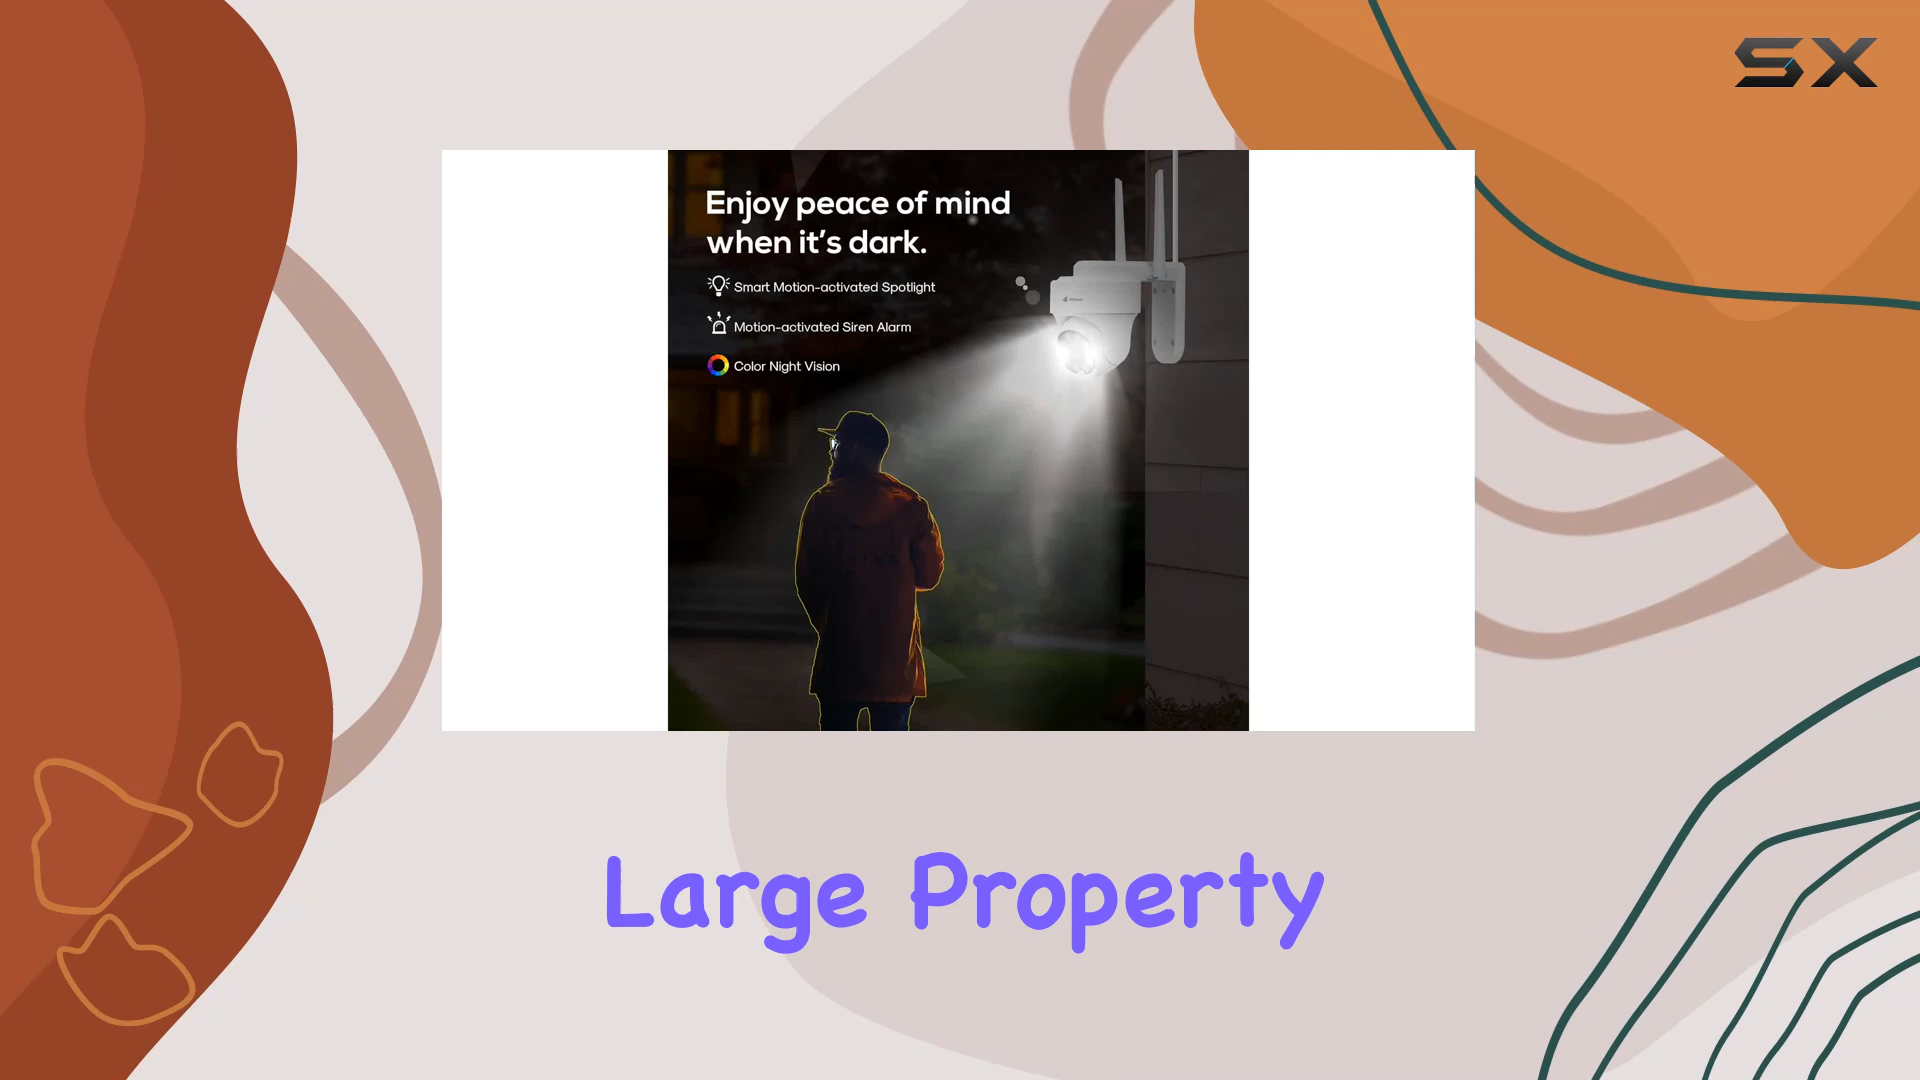 SX
Enjoy peace of mind
when it's dark.
Smart Motion-activated Spotlight
Motion-activated Siren Alarm
Color Night Vision
Large Property